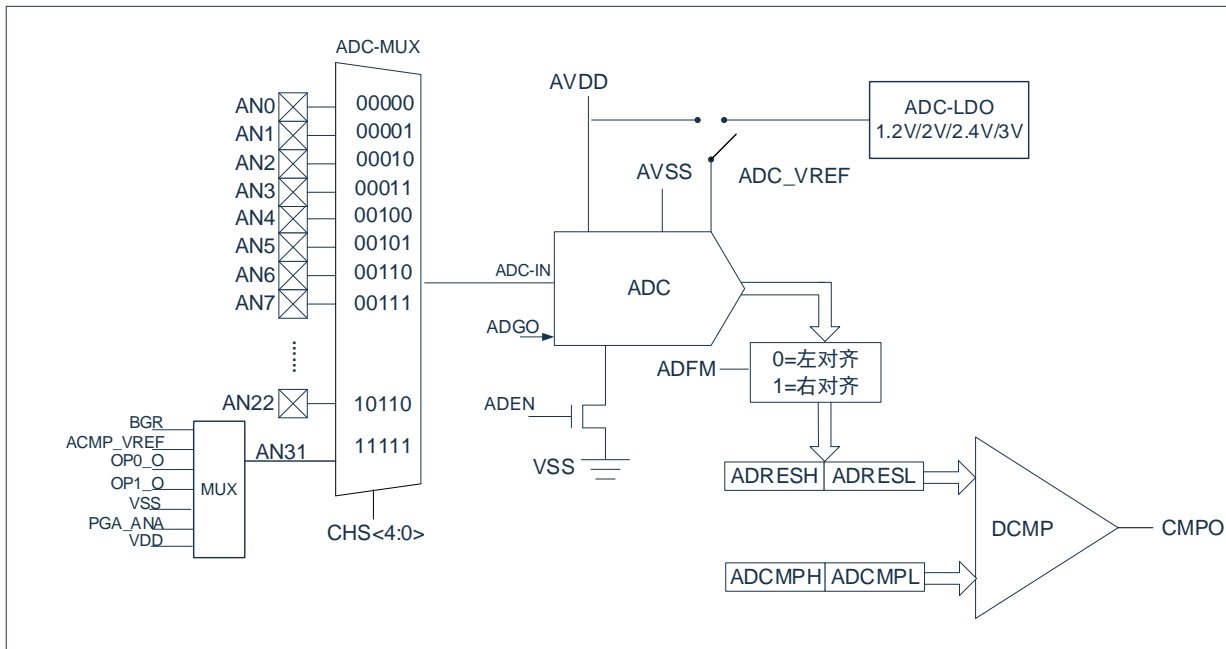 ADC-MUX
AN0
00000
AN1
00001
AN2
00010
AN3
00011
AN4
00100
AN5
00101
AN6
00110
AN7
00111
AN22
10110
AN31
11111
BGR
ACMP_VREF
OP0_O
OP1_O
VSS
PGA_ANA
VDD
MUX
CHS<4:0>
AVDD
AVSS
ADC_VREF
ADC-LDO
1.2V/2V/2.4V/3V
ADC-IN
ADC
ADGO
ADEN
VSS
ADFM
0=左对齐
1=右对齐
ADRESH
ADRESL
ADCMPH
ADCMPL
DCMP
CMPO